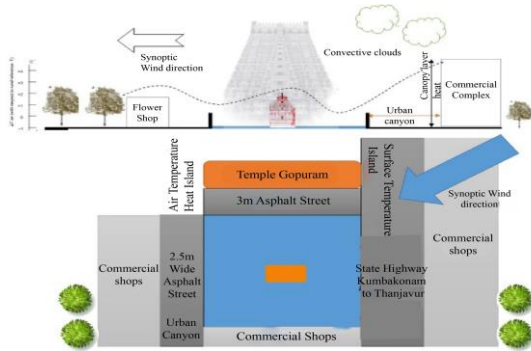 Synoptic
Wind direction
Convective clouds
Flower
Shop
Urban
canyon
Canopy layer
heat
Commercial
Complex
Air Temperature
Heat Island
Temple Gopuram
3m Asphalt Street
Surface Temperature
Island
Synoptic Wind
direction
Commercial
shops
2.5m
Wide
Asphalt
Street
Urban
Canyon
State Highway
Kumbakonam
to Thanjavur
Commercial
shops
Commercial Shops